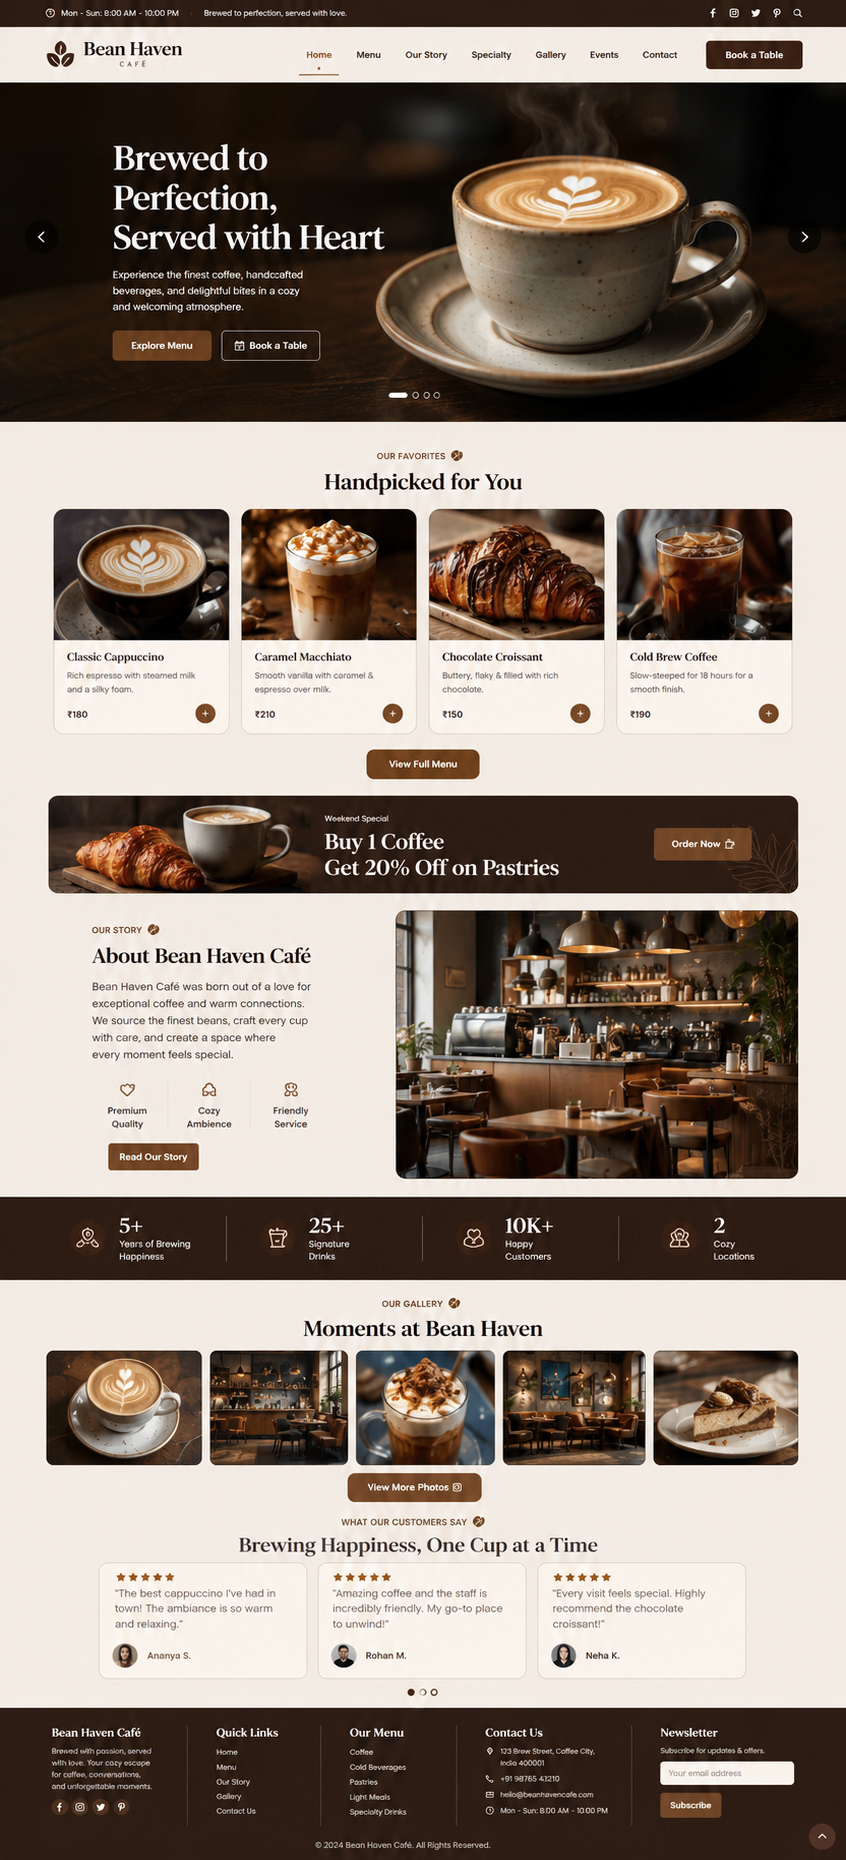 Mon - Sun: 8:00 AM - 10:00 PM
Brewed to perfection, served with love.
Bean Haven
CAFÉ
Home
Menu
Our Story
Specialty
Gallery
Events
Contact
Book a Table
Brewed to
Perfection,
Served with Heart
Experience the finest coffee, handcrafted
beverages, and delightful bites in a cozy
and welcoming atmosphere.
Explore Menu
Book a Table
OUR FAVORITES
Handpicked for You
Classic Cappuccino
Rich espresso with steamed milk
and a silky foam.
₹180
Caramel Macchiato
Smooth vanilla with caramel &
espresso over milk.
₹210
Chocolate Croissant
Buttery, flaky & filled with rich
chocolate.
₹150
Cold Brew Coffee
Slow-steeped for 18 hours for a
smooth finish.
₹190
View Full Menu
Weekend Special
Buy 1 Coffee
Get 20% Off on Pastries
Order Now
OUR STORY
About Bean Haven Café
Bean Haven Café was born out of a love for
exceptional coffee and warm connections.
We source the finest beans, craft every cup
with care, and create a space where
every moment feels special.
Premium
Quality
Cozy
Ambience
Friendly
Service
Read Our Story
5+
Years of Brewing
Happiness
25+
Signature
Drinks
10K+
Happy
Customers
2
Cozy
Locations
OUR GALLERY
Moments at Bean Haven
View More Photos
WHAT OUR CUSTOMERS SAY
Brewing Happiness, One Cup at a Time
"The best cappuccino I've had in
town! The ambiance is so warm
and relaxing."
Ananya S.
"Amazing coffee and the staff is
incredibly friendly. My go-to place
to unwind!"
Rohan M.
"Every visit feels special. Highly
recommend the chocolate
croissant!"
Neha K.
Bean Haven Café
Brewed with passion, served
with love. Your cozy escape
for coffee, conversations,
and unforgettable moments.
Quick Links
Home
Menu
Our Story
Gallery
Contact Us
Our Menu
Coffee
Cold Beverages
Pastries
Light Meals
Specialty Drinks
Contact Us
123 Brew Street, Coffee City,
India 400001
+91 98765 43210
hello@beanhavencafe.com
Mon - Sun: 8:00 AM - 10:00 PM
Newsletter
Subscribe for updates & offers.
Your email address
Subscribe
© 2024 Bean Haven Café. All Rights Reserved.